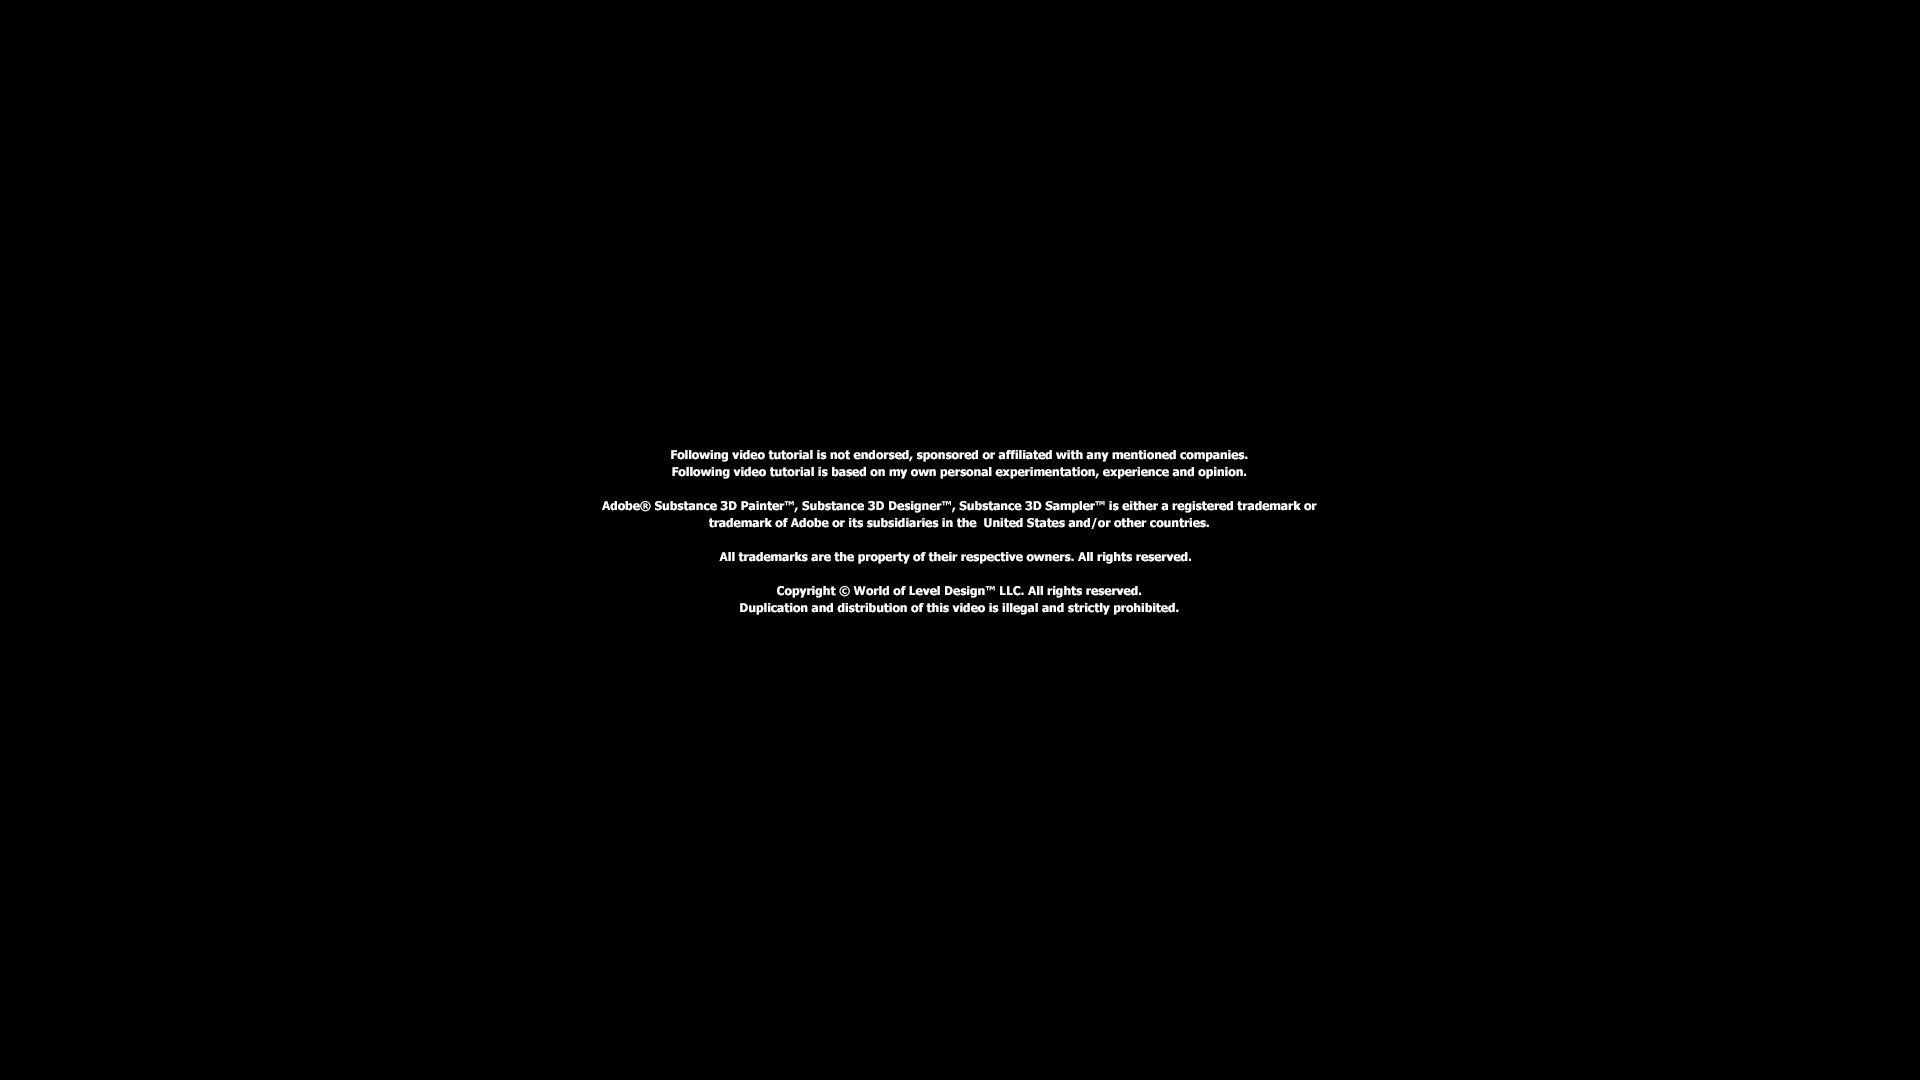 Following video tutorial is not endorsed, sponsored or affiliated with any mentioned companies.
Following video tutorial is based on my own personal experimentation, experience and opinion.
Adobe® Substance 3D Painter™, Substance 3D Designer™, Substance 3D Sampler™ is either a registered trademark or
trademark of Adobe or its subsidiaries in the  United States and/or other countries.
All trademarks are the property of their respective owners. All rights reserved.
Copyright © World of Level Design™ LLC. All rights reserved.
Duplication and distribution of this video is illegal and strictly prohibited.